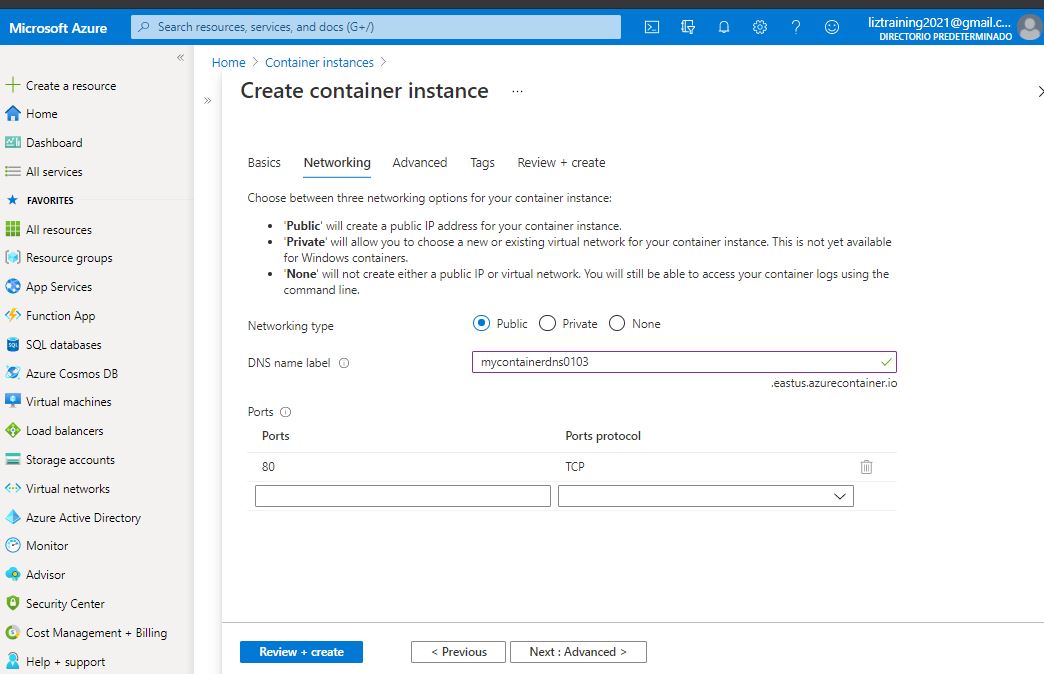 Microsoft Azure
Search resources, services, and docs (G+/)
liztraining2021@gmail.c...
DIRECTORIO PREDETERMINADO
Create a resource
Home
Dashboard
All services
FAVORITES
All resources
Resource groups
App Services
Function App
SQL databases
Azure Cosmos DB
Virtual machines
Load balancers
Storage accounts
Virtual networks
Azure Active Directory
Monitor
Advisor
Security Center
Cost Management + Billing
Help + support
Home > Container instances >
Create container instance ...
Basics Networking Advanced Tags Review + create
Choose between three networking options for your container instance:
• 'Public' will create a public IP address for your container instance.
• 'Private' will allow you to choose a new or existing virtual network for your container instance. This is not yet available
for Windows containers.
• 'None' will not create either a public IP or virtual network. You will still be able to access your container logs using the
command line.
Networking type Public Private None
DNS name label mycontainerdns0103
.eastus.azurecontainer.io
Ports
Ports Ports protocol
80 TCP
Review + create < Previous Next : Advanced >